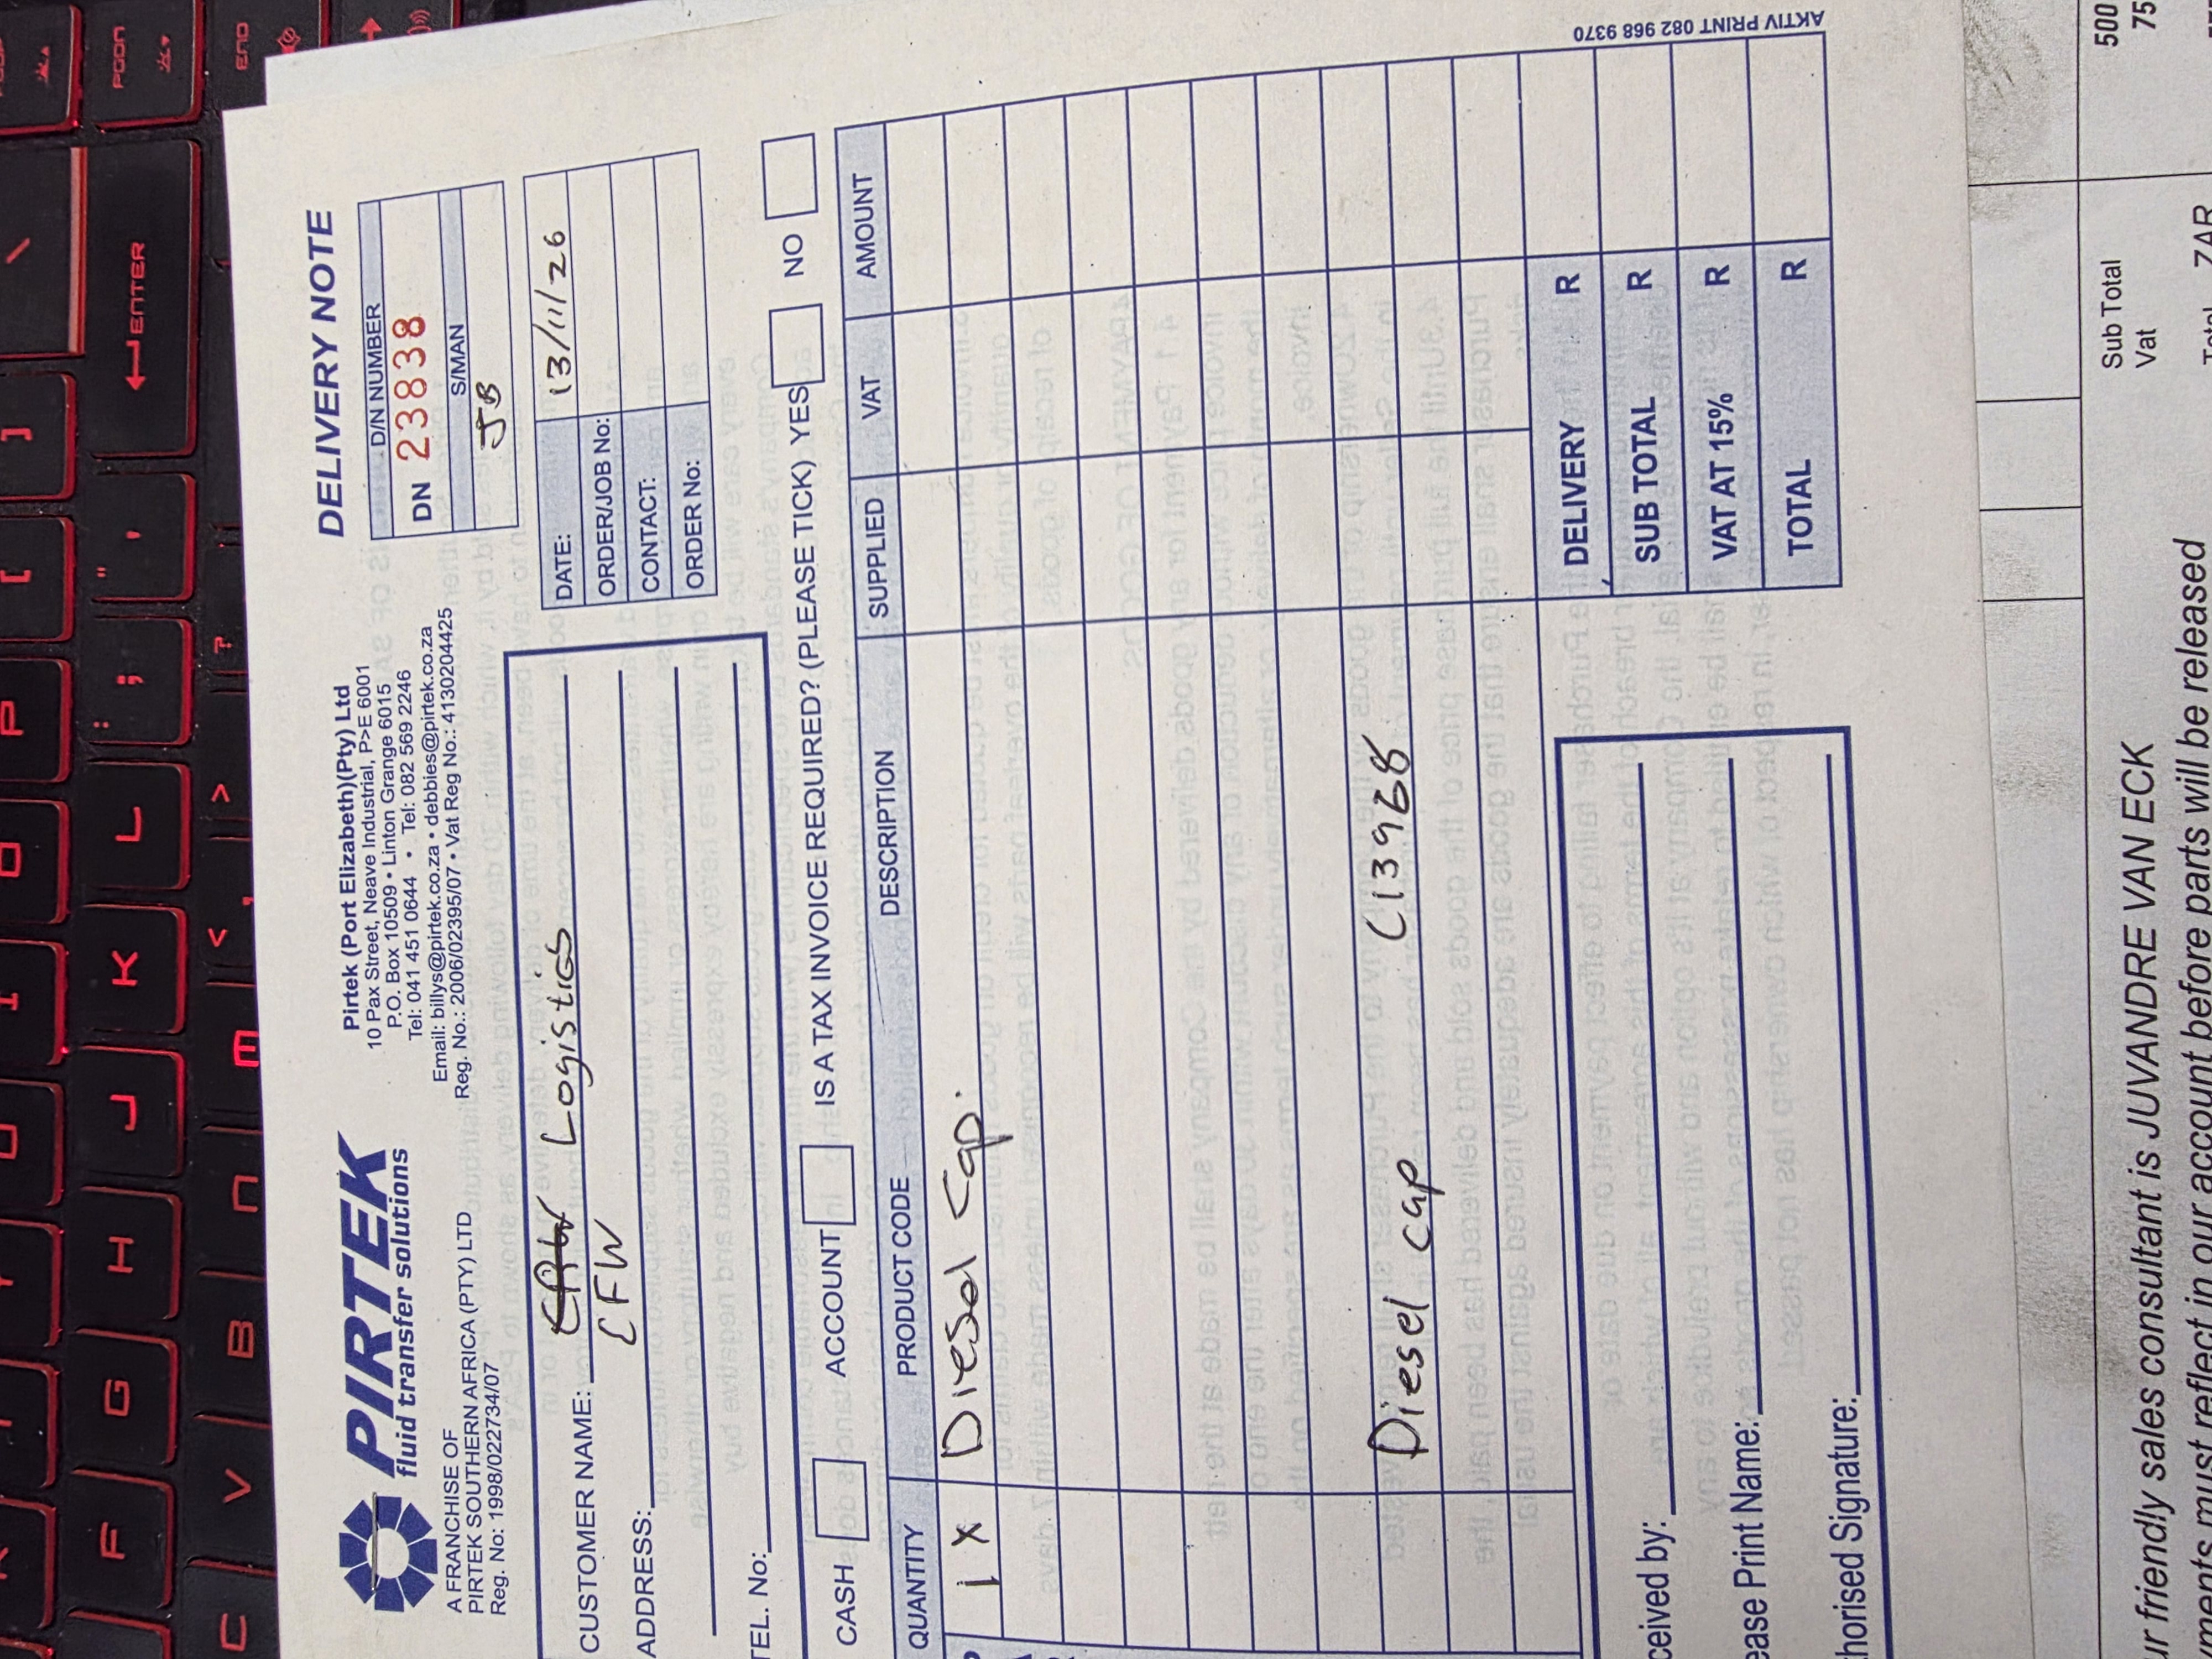 O P [ ] \
F G H J K L : ; " ' ENTER PGDN
C V B N M < , > ? END
PIRTEK
fluid transfer solutions
A FRANCHISE OF
PIRTEK SOUTHERN AFRICA (PTY) LTD
Reg. No: 1998/022734/07
Pirtek (Port Elizabeth)(Pty) Ltd
10 Pax Street, Neave Industrial, P>E 6001
P.O. Box 10509 • Linton Grange 6015
Tel: 041 451 0644 • Tel: 082 569 2246
Email: billys@pirtek.co.za • debbies@pirtek.co.za
Reg. No.: 2006/02395/07 • Vat Reg No.: 4130204425
DELIVERY NOTE
D/N NUMBER
DN 23838
S/MAN
JB
CUSTOMER NAME: Logistics
CFW
ADDRESS:
TEL. No:
DATE: 13/11/26
ORDER/JOB No:
CONTACT:
ORDER No:
CASH ACCOUNT IS A TAX INVOICE REQUIRED? (PLEASE TICK) YES NO
QUANTITY PRODUCT CODE DESCRIPTION SUPPLIED VAT AMOUNT
1 X Diesel Cap.
Diesel cap C13968
DELIVERY R
SUB TOTAL R
VAT AT 15% R
TOTAL R
ceived by:
ease Print Name:
horised Signature:
AKTIV PRINT 082 968 9370
Sub Total 500
Vat 75
ur friendly sales consultant is JUVANDRE VAN ECK
yments must reflect in our account before parts will be released
Total ZAR